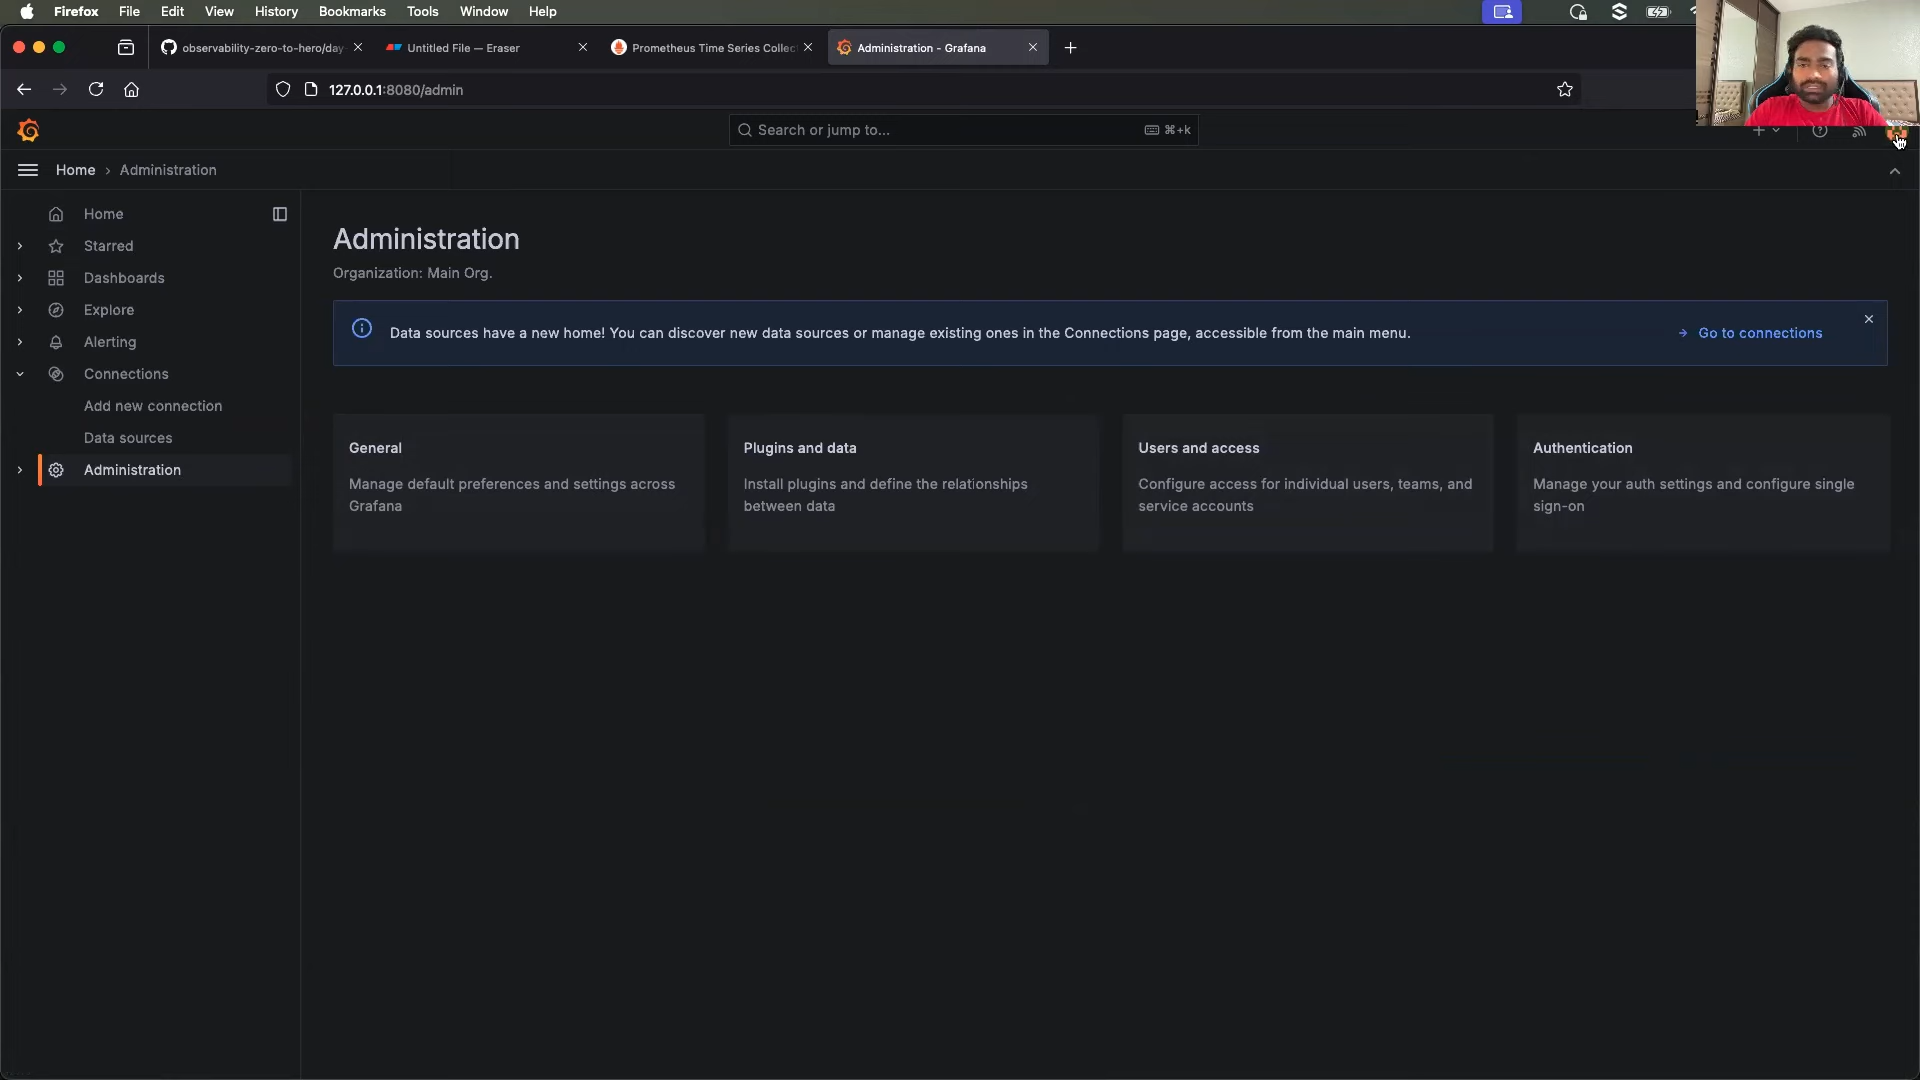 Firefox File Edit View History Bookmarks Tools Window Help
observability-zero-to-hero/day Untitled File — Eraser Prometheus Time Series Collec Administration - Grafana
127.0.0.1:8080/admin
Search or jump to... ⌘+k
Home › Administration
Home
Starred
Dashboards
Explore
Alerting
Connections
Add new connection
Data sources
Administration
Administration
Organization: Main Org.
Data sources have a new home! You can discover new data sources or manage existing ones in the Connections page, accessible from the main menu. Go to connections
General
Manage default preferences and settings across
Grafana
Plugins and data
Install plugins and define the relationships
between data
Users and access
Configure access for individual users, teams, and
service accounts
Authentication
Manage your auth settings and configure single
sign-on